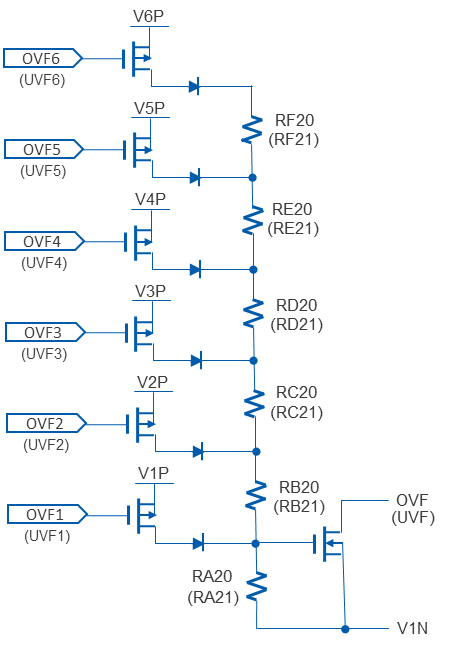 V6P
OVF6
(UVF6)
RF20
(RF21)
V5P
OVF5
(UVF5)
RE20
(RE21)
V4P
OVF4
(UVF4)
RD20
(RD21)
V3P
OVF3
(UVF3)
RC20
(RC21)
V2P
OVF2
(UVF2)
RB20
(RB21)
V1P
OVF1
(UVF1)
OVF
(UVF)
RA20
(RA21)
V1N